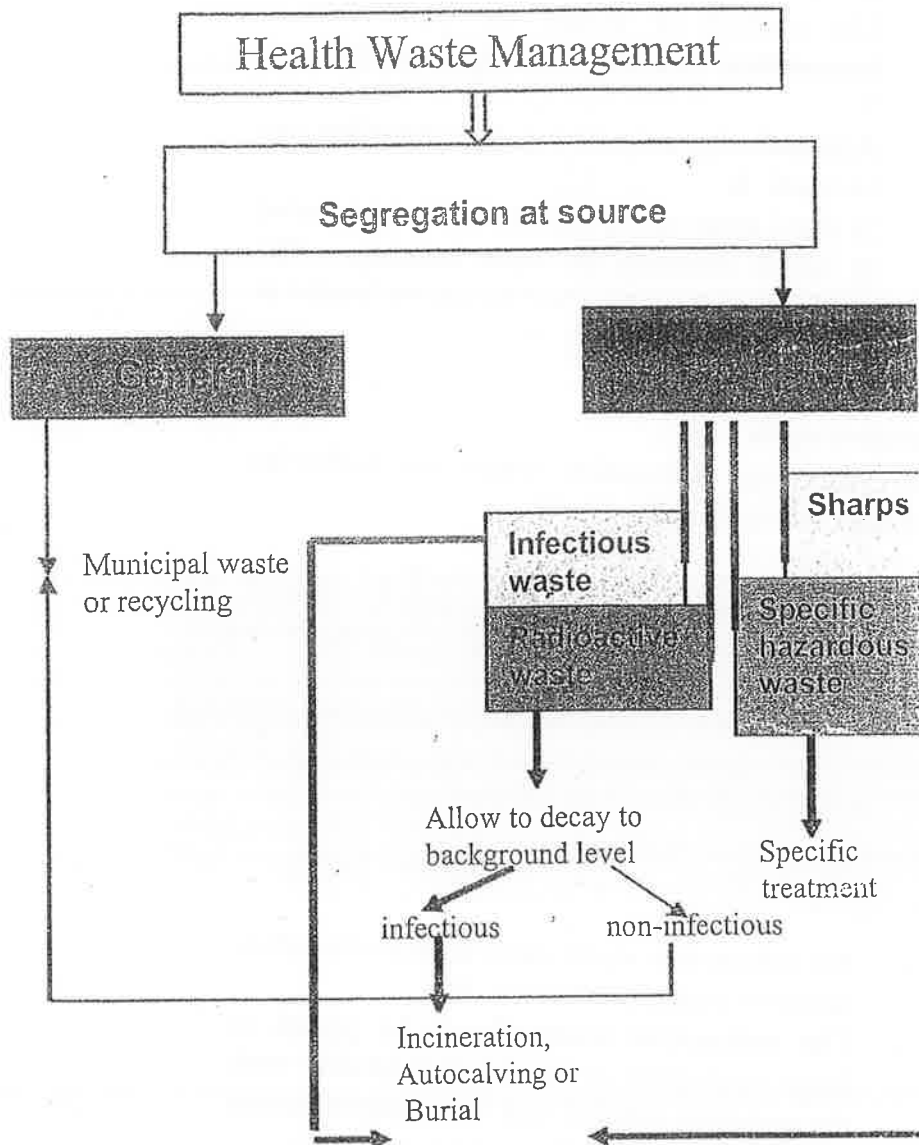 Health Waste Management
Segregation at source
General
Sharps
Infectious
waste
Radioactive
waste
Specific
hazardous
waste
Municipal waste
or recycling
Allow to decay to
background level
Specific
treatment
infectious
non-infectious
Incineration,
Autocalving or
Burial